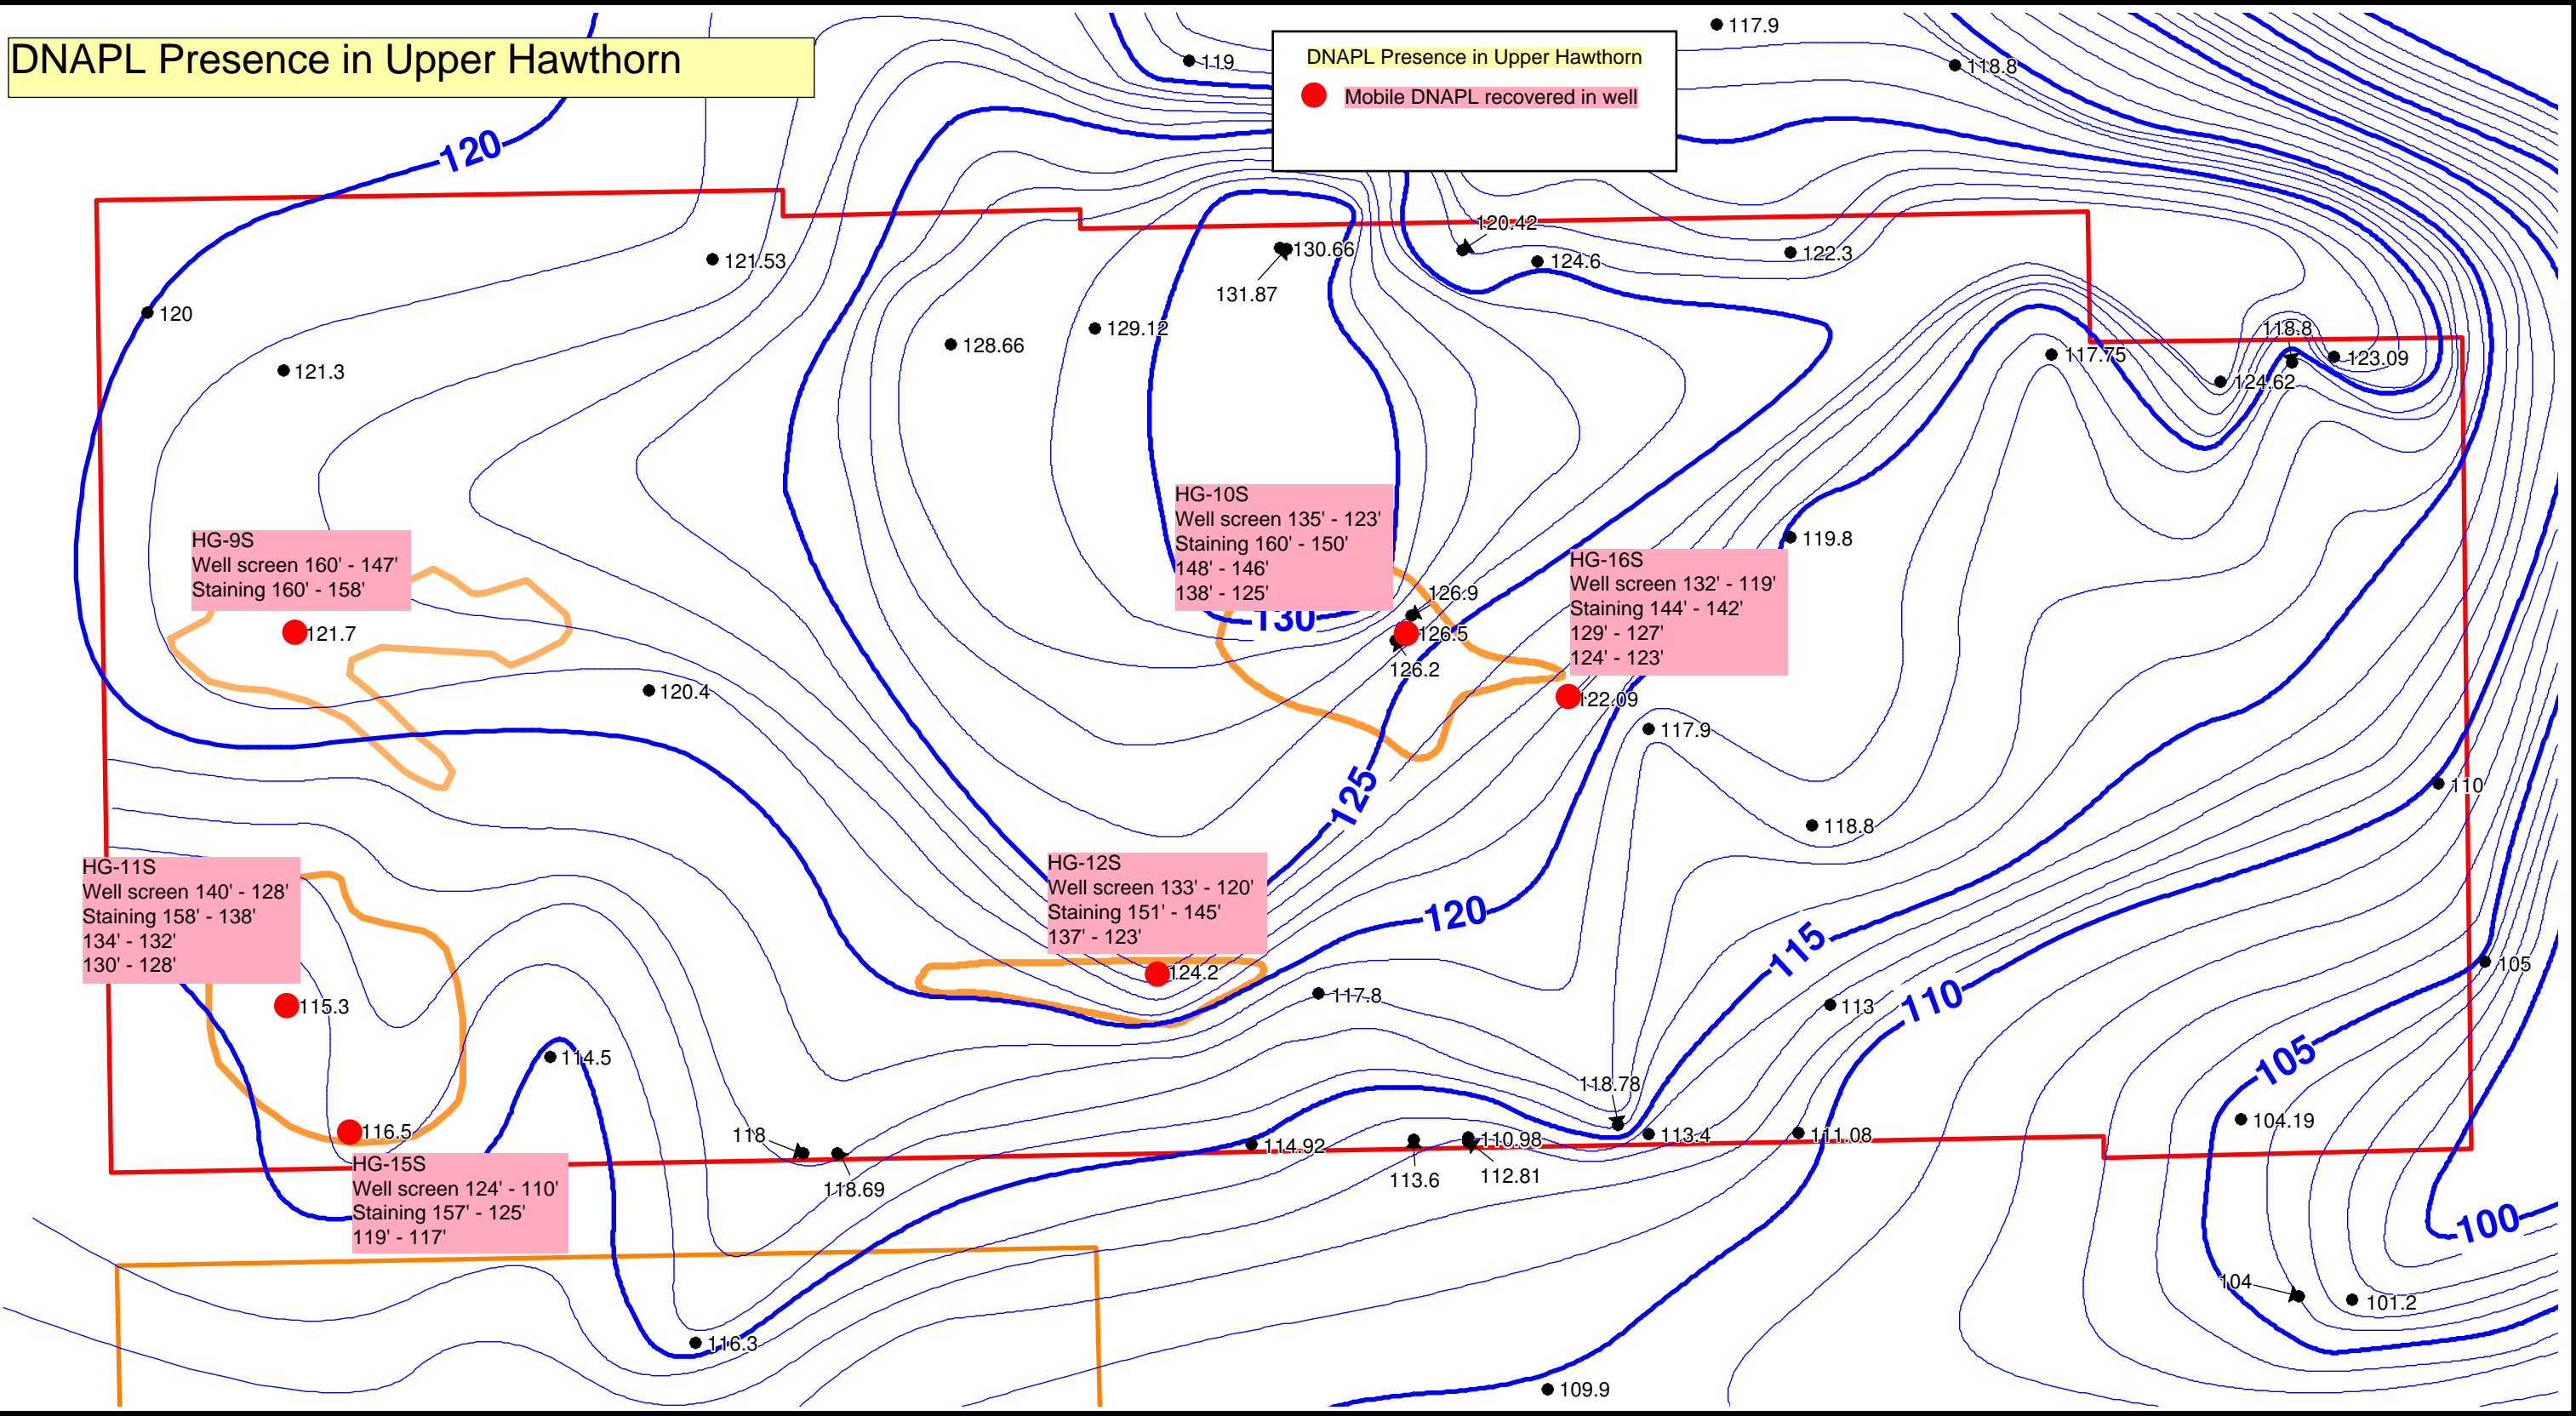 DNAPL Presence in Upper Hawthorn
DNAPL Presence in Upper Hawthorn
Mobile DNAPL recovered in well
117.9
119
118.8
120
120.42
130.66
121.53
124.6
122.3
131.87
120
129.12
118.8
128.66
117.75
123.09
121.3
124.62
HG-10S
Well screen 135' - 123'
Staining 160' - 150'
148' - 146'
138' - 125'
HG-9S
Well screen 160' - 147'
Staining 160' - 158'
119.8
HG-16S
Well screen 132' - 119'
Staining 144' - 142'
129' - 127'
124' - 123'
126.9
130
121.7
126.5
126.2
120.4
122.09
117.9
125
110
118.8
HG-11S
Well screen 140' - 128'
Staining 158' - 138'
134' - 132'
130' - 128'
HG-12S
Well screen 133' - 120'
Staining 151' - 145'
137' - 123'
120
115
105
124.2
117.8
110
115.3
113
114.5
105
118.78
104.19
116.5
118
114.92
110.98
113.4
111.08
HG-15S
Well screen 124' - 110'
Staining 157' - 125'
119' - 117'
118.69
113.6
112.81
100
104
101.2
116.3
109.9